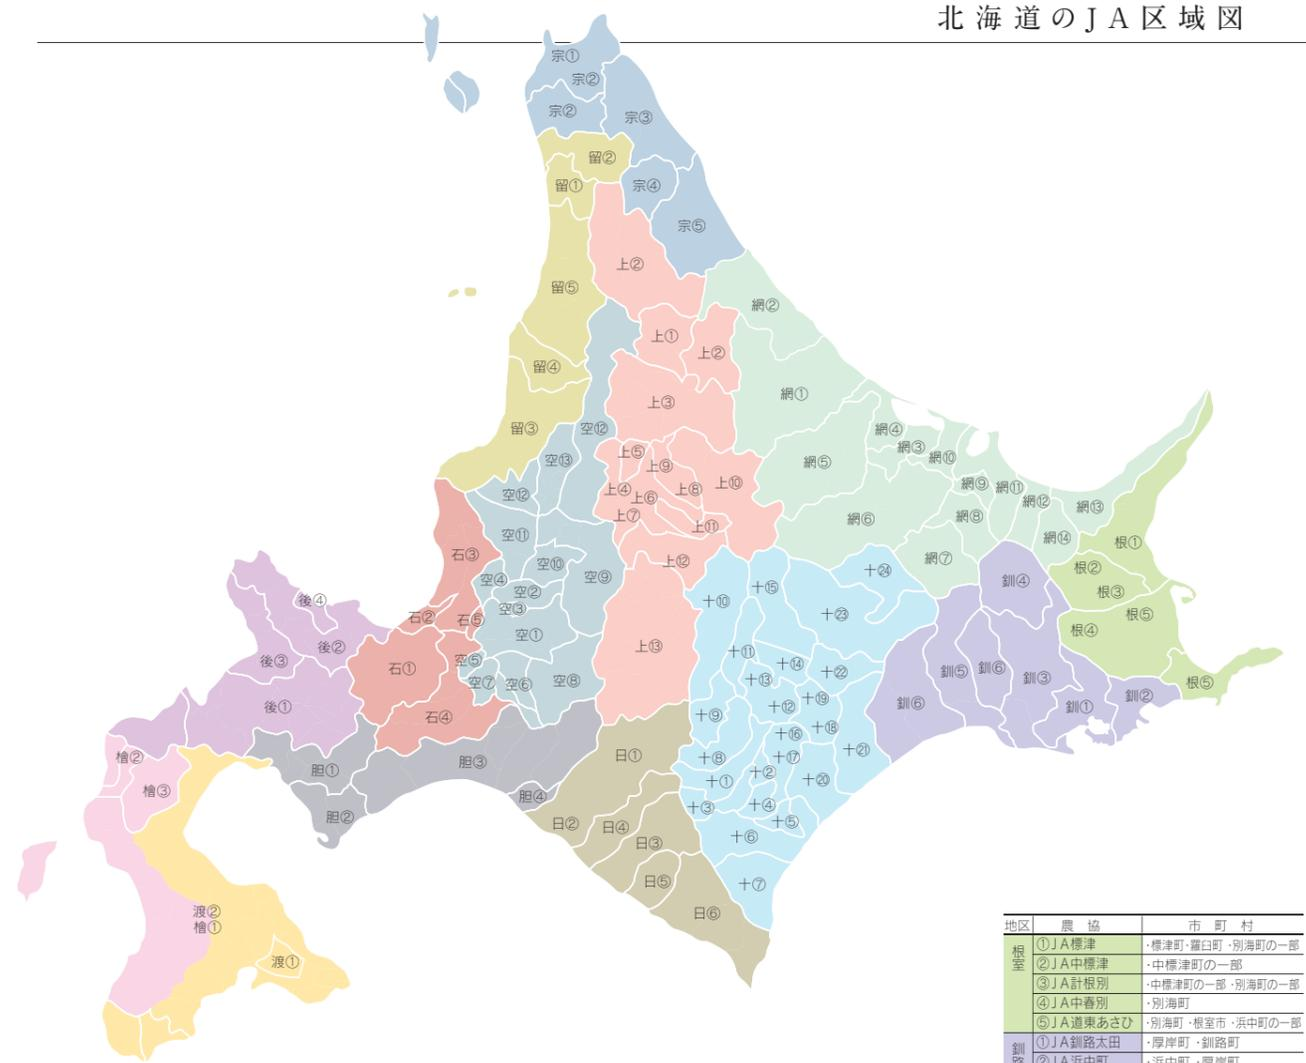 北海道のJA区域図
宗①
宗②
宗②
宗③
留②
留①
宗④
宗⑤
上②
留⑤
網②
上①
上②
留④
網①
上③
留③
空⑫
網④
網③
網⑩
上⑤
空⑬
上⑨
網⑤
上⑩
網⑨
網⑪
上④
上⑥
上⑧
空⑫
網⑫
網⑬
上⑦
網⑧
網⑥
上⑪
空⑪
網⑭
根①
石③
網⑦
上⑫
空⑩
根②
十㉔
空⑨
空④
釧④
十⑮
空②
根③
後④
十⑩
空③
十㉓
根⑤
石②
石⑤
根④
空①
後②
上⑬
十⑪
後③
空⑤
十⑭
石①
釧⑤
釧⑥
十㉒
十⑬
釧③
空⑦
空⑥
空⑧
根⑤
釧②
十⑲
釧⑥
後①
十⑫
釧①
石④
十⑨
十⑱
十⑯
十㉑
檜②
日①
十⑧
十⑰
胆③
胆①
十②
十①
十⑳
檜③
胆④
十③
十④
胆②
日②
日④
十⑤
十⑥
日③
日⑤
十⑦
渡②
日⑥
檜①
渡①
地区 農協 市町村
根室
①JA標津 ・標津町・羅臼町・別海町の一部
②JA中標津 ・中標津町の一部
③JA計根別 ・中標津町の一部・別海町の一部
④JA中春別 ・別海町
⑤JA道東あさひ ・別海町・根室市・浜中町の一部
釧路
①JA釧路太田 ・厚岸町・釧路町
②JA浜中町 ・浜中町・厚岸町